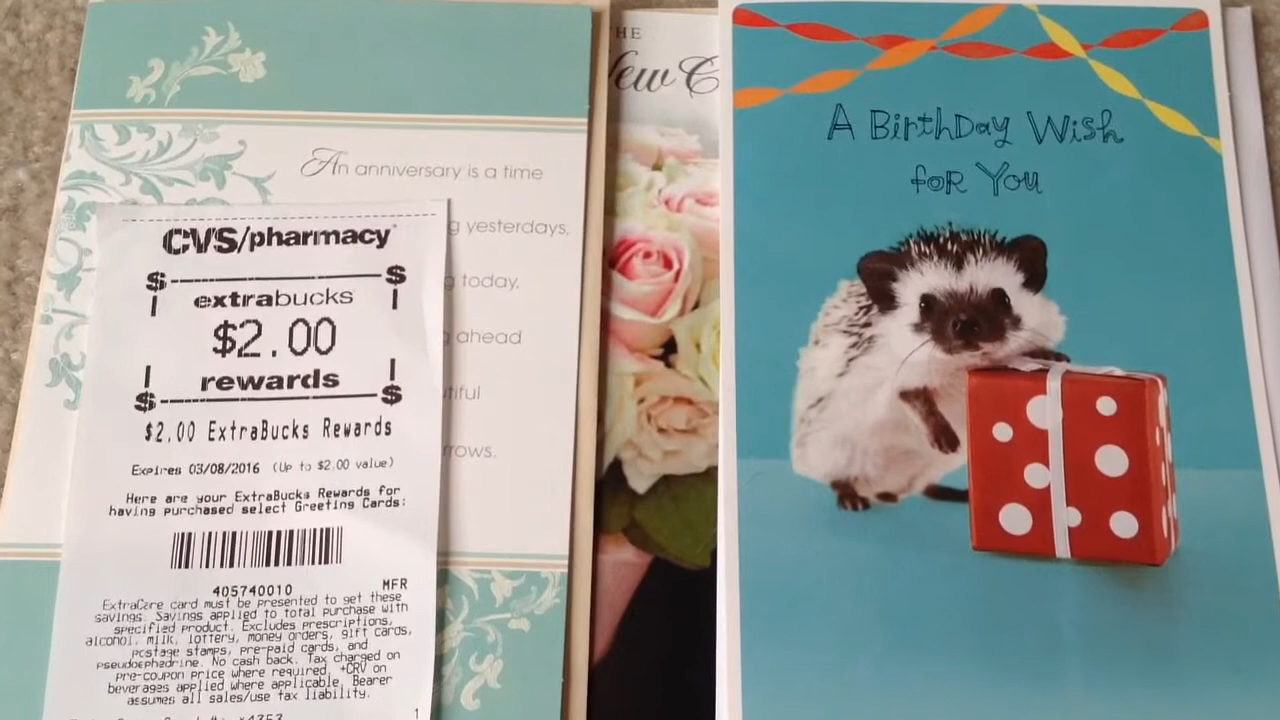 An anniversary is a time
g yesterdays,
g today,
g ahead
tiful
rrows.
CVS/pharmacy
$ $
extrabucks
$2.00
rewards
$ $
$2.00 ExtraBucks Rewards
Expires 03/08/2016 (Up to $2.00 value)
Here are your ExtraBucks Rewards for
having purchased select Greeting Cards:
405740010 MFR
ExtraCare card must be presented to get these
savings. Savings applied to total purchase with
specified product. Excludes prescriptions,
alcohol, milk, lottery, money orders, gift cards,
postage stamps, pre-paid cards, and
pseudoephedrine. No cash back. Tax charged on
pre-coupon price where required. +CRV on
beverages applied where applicable. Bearer
assumes all sales/use tax liability.
1
HE
ew C
A Birthday Wish
for You